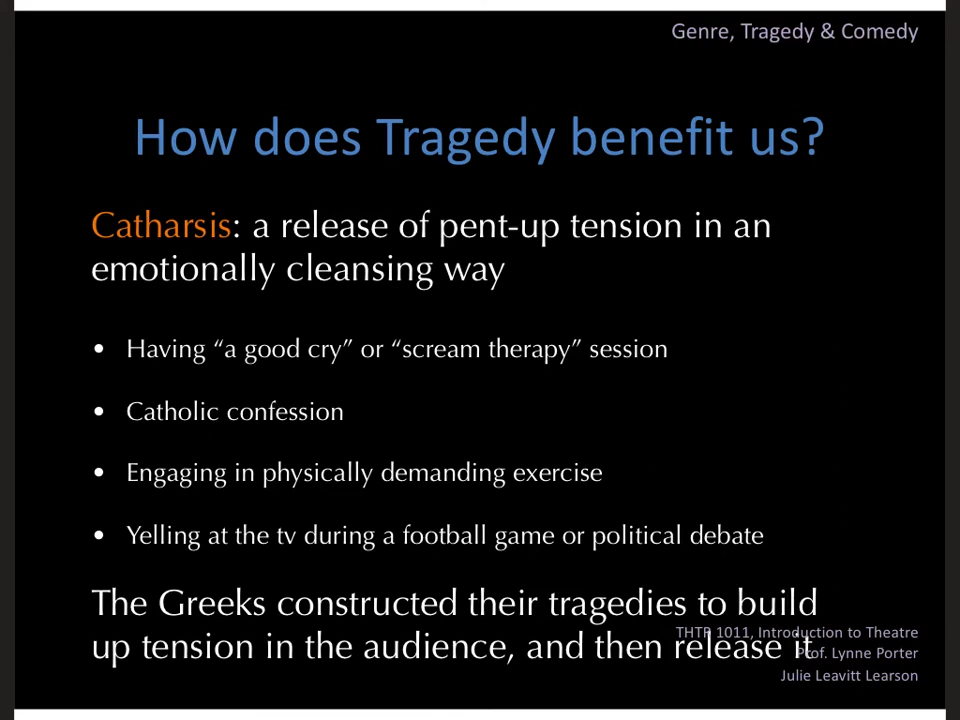 Genre, Tragedy & Comedy
How does Tragedy benefit us?
Catharsis: a release of pent-up tension in an
emotionally cleansing way
• Having “a good cry” or “scream therapy” session
• Catholic confession
• Engaging in physically demanding exercise
• Yelling at the tv during a football game or political debate
The Greeks constructed their tragedies to build
up tension in the audience, and then release it
THTR 1011, Introduction to Theatre
Prof. Lynne Porter
Julie Leavitt Learson